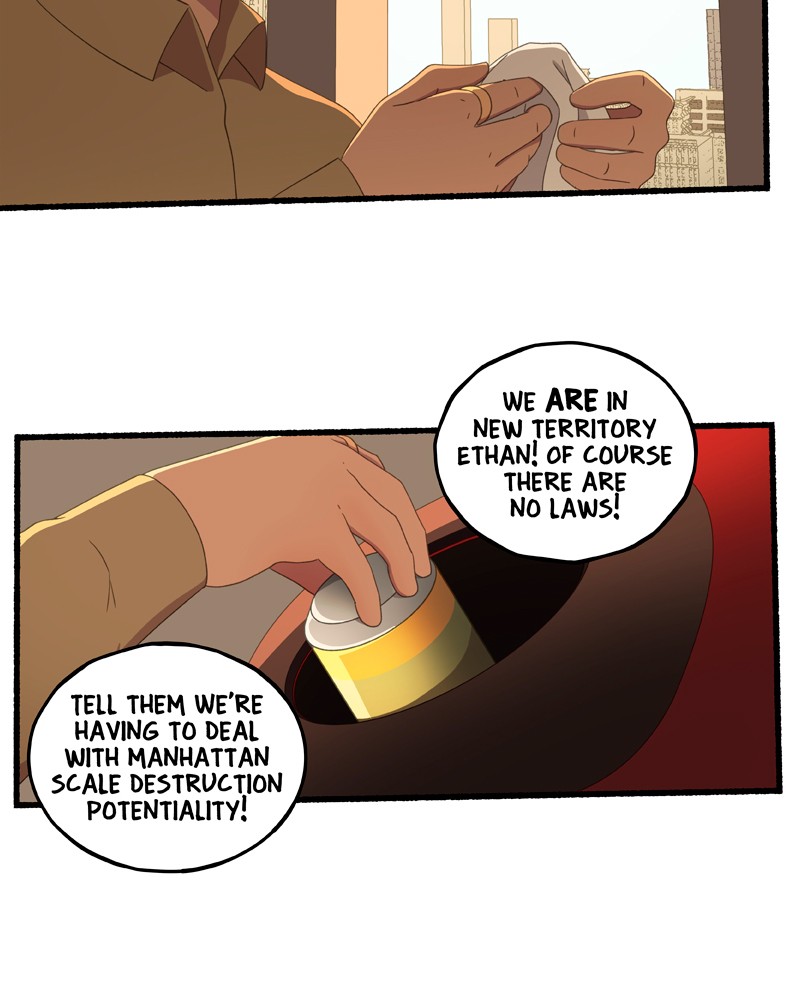 WE ARE IN
NEW TERRITORY
ETHAN! OF COURSE
THERE ARE
NO LAWS!
TELL THEM WE'RE
HAVING TO DEAL
WITH MANHATTAN
SCALE DESTRUCTION
POTENTIALITY!